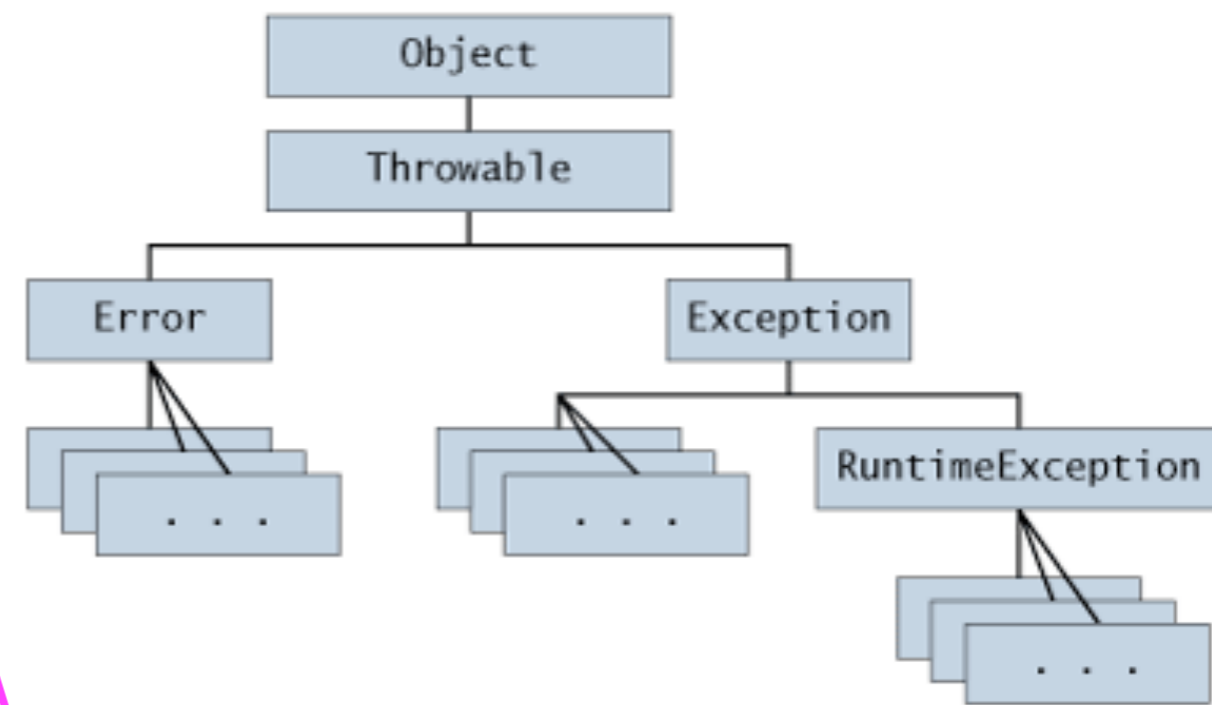 Object
Throwable
Error
Exception
. . .
. . .
RuntimeException
. . .